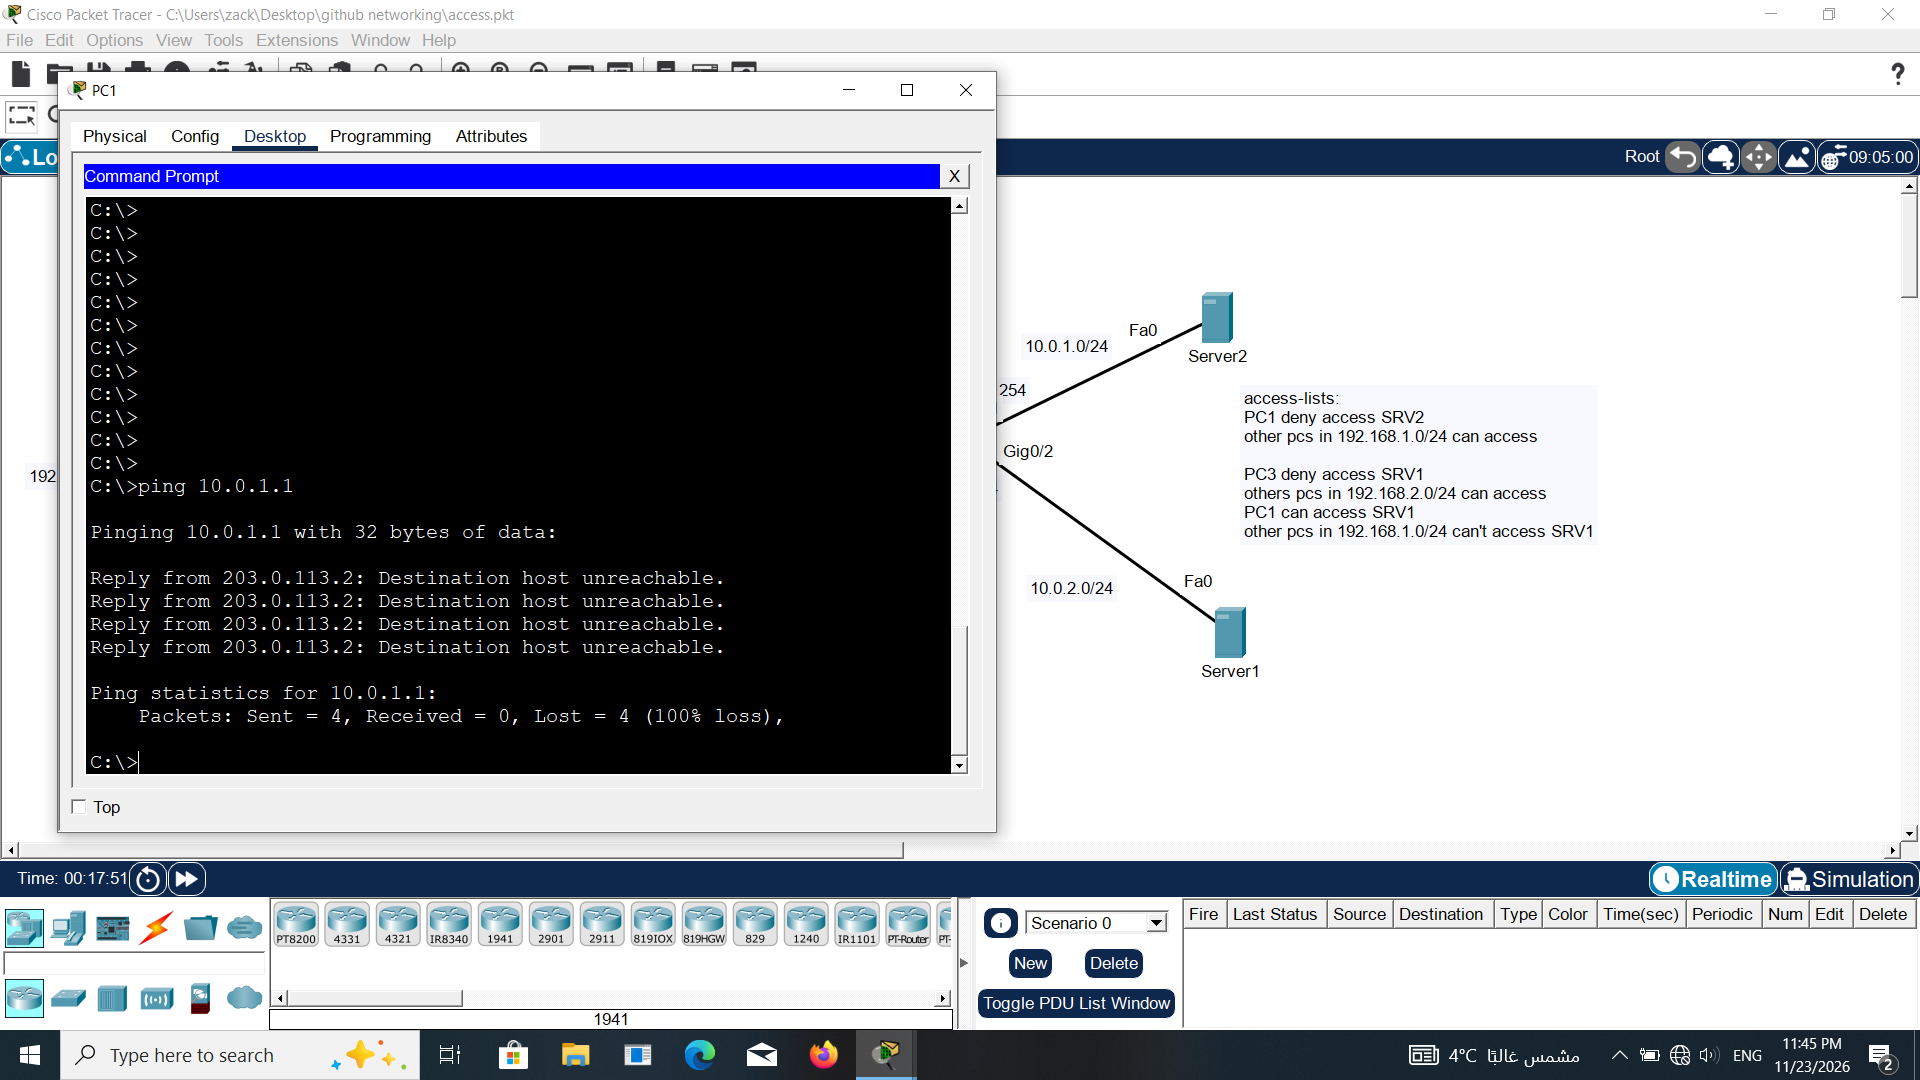 Cisco Packet Tracer - C:\Users\zack\Desktop\github networking\access.pkt
File Edit Options View Tools Extensions Window Help
PC1
Physical Config Desktop Programming Attributes
Command Prompt X
C:\>
C:\>
C:\>
C:\>
C:\>
C:\>
C:\>
C:\>
C:\>
C:\>
C:\>
C:\>
C:\>ping 10.0.1.1
Pinging 10.0.1.1 with 32 bytes of data:
Reply from 203.0.113.2: Destination host unreachable.
Reply from 203.0.113.2: Destination host unreachable.
Reply from 203.0.113.2: Destination host unreachable.
Reply from 203.0.113.2: Destination host unreachable.
Ping statistics for 10.0.1.1:
Packets: Sent = 4, Received = 0, Lost = 4 (100% loss),
C:\>
Top
Lo
192
Root 09:05:00
Fa0
10.0.1.0/24
Server2
254
Gig0/2
access-lists:
PC1 deny access SRV2
other pcs in 192.168.1.0/24 can access
PC3 deny access SRV1
others pcs in 192.168.2.0/24 can access
PC1 can access SRV1
other pcs in 192.168.1.0/24 can't access SRV1
10.0.2.0/24
Fa0
Server1
Time: 00:17:51
Realtime Simulation
PT8200 4331 4321 IR8340 1941 2901 2911 819IOX 819HGW 829 1240 IR1101 PT-Router PT-
1941
Scenario 0
New Delete
Toggle PDU List Window
Fire Last Status Source Destination Type Color Time(sec) Periodic Num Edit Delete
Type here to search
4°C مشمس غالبًا
ENG
11:45 PM
11/23/2026
2